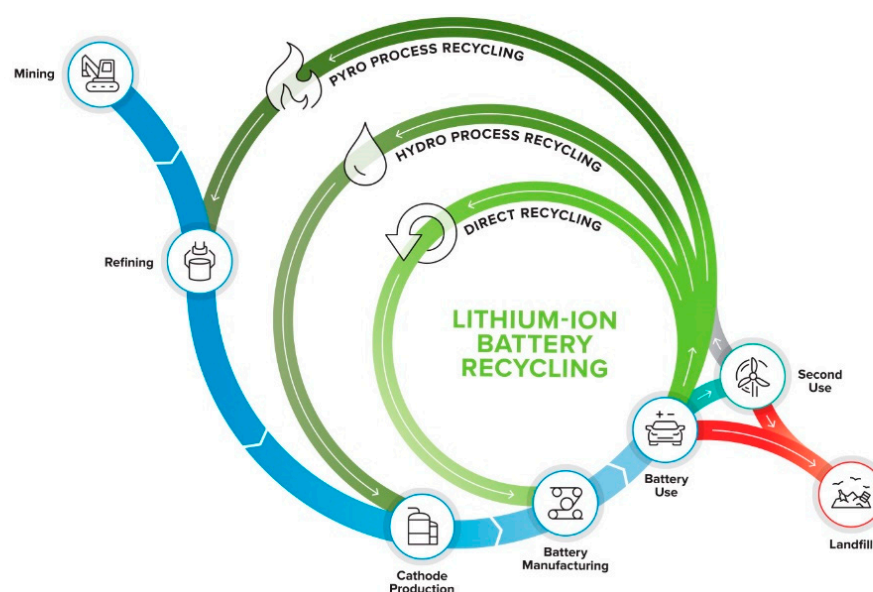 Mining
PYRO PROCESS RECYCLING
HYDRO PROCESS RECYCLING
DIRECT RECYCLING
Refining
LITHIUM-ION
BATTERY
RECYCLING
Second
Use
+ −
Battery
Use
Landfill
Battery
Manufacturing
Cathode
Production